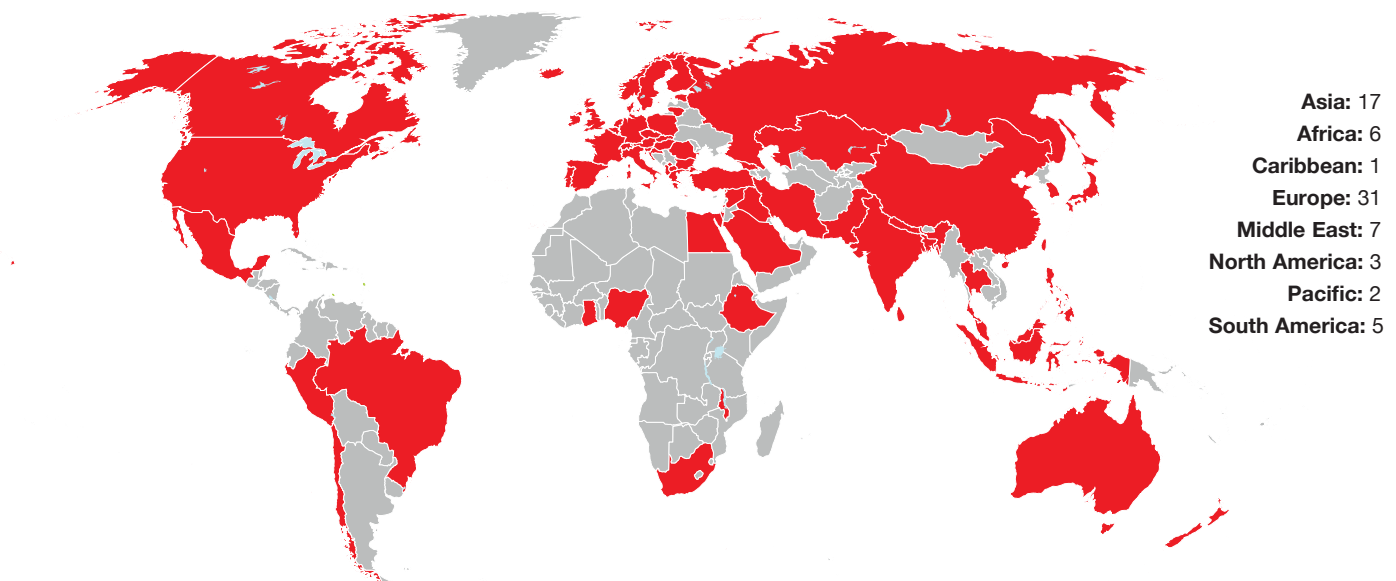 Asia: 17
Africa: 6
Caribbean: 1
Europe: 31
Middle East: 7
North America: 3
Pacific: 2
South America: 5